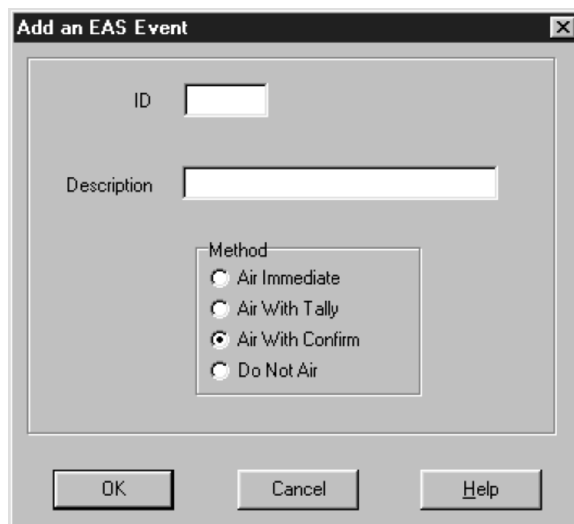 Add an EAS Event
ID
Description
Method
Air Immediate
Air With Tally
Air With Confirm
Do Not Air
OK
Cancel
Help